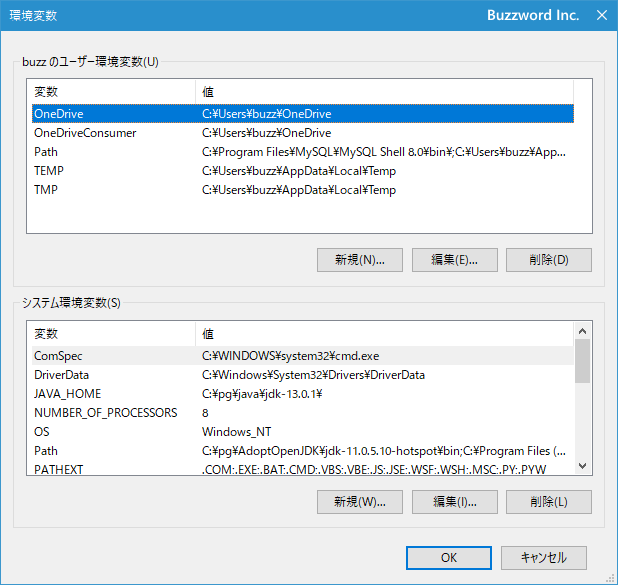 環境変数 Buzzword Inc.
buzz のユーザー環境変数(U)
変数 値
OneDrive C:¥Users¥buzz¥OneDrive
OneDriveConsumer C:¥Users¥buzz¥OneDrive
Path C:¥Program Files¥MySQL¥MySQL Shell 8.0¥bin¥;C:¥Users¥buzz¥App...
TEMP C:¥Users¥buzz¥AppData¥Local¥Temp
TMP C:¥Users¥buzz¥AppData¥Local¥Temp
新規(N)... 編集(E)... 削除(D)
システム環境変数(S)
変数 値
ComSpec C:¥WINDOWS¥system32¥cmd.exe
DriverData C:¥Windows¥System32¥Drivers¥DriverData
JAVA_HOME C:¥pg¥java¥jdk-13.0.1¥
NUMBER_OF_PROCESSORS 8
OS Windows_NT
Path C:¥pg¥AdoptOpenJDK¥jdk-11.0.5.10-hotspot¥bin;C:¥Program Files (...
PATHEXT .COM;.EXE;.BAT;.CMD;.VBS;.VBE;.JS;.JSE;.WSF;.WSH;.MSC;.PY;.PYW
新規(W)... 編集(I)... 削除(L)
OK キャンセル